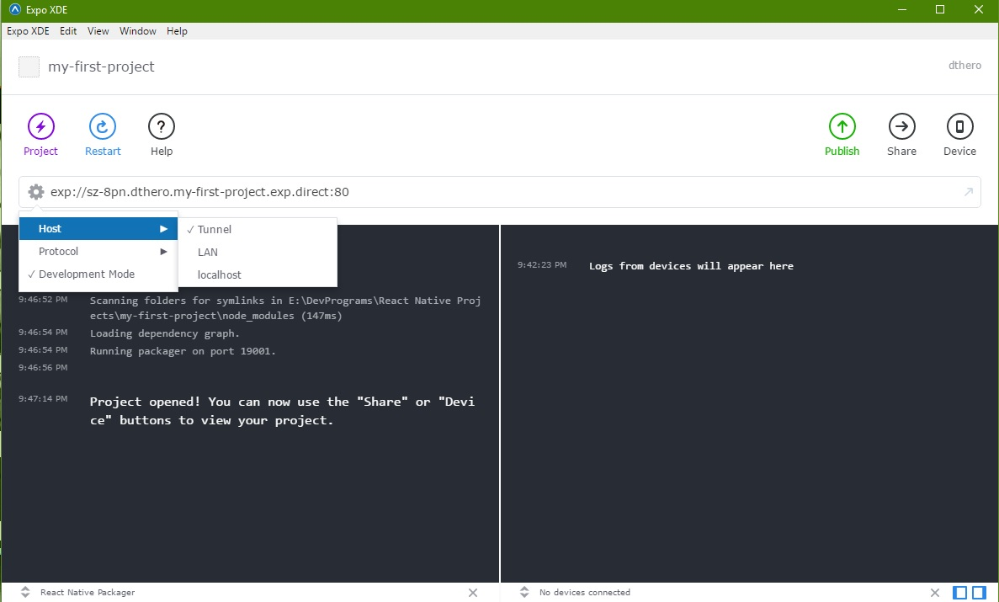 Expo XDE
Expo XDE Edit View Window Help
my-first-project
dthero
Project Restart Help Publish Share Device
exp://sz-8pn.dthero.my-first-project.exp.direct:80
Host
Protocol
✓ Development Mode
✓ Tunnel
LAN
localhost
9:46:52 PM Scanning folders for symlinks in E:\DevPrograms\React Native Proj
ects\my-first-project\node_modules (147ms)
9:46:54 PM Loading dependency graph.
9:46:54 PM Running packager on port 19001.
9:46:56 PM
9:47:14 PM Project opened! You can now use the "Share" or "Devi
ce" buttons to view your project.
9:42:23 PM Logs from devices will appear here
React Native Packager
No devices connected